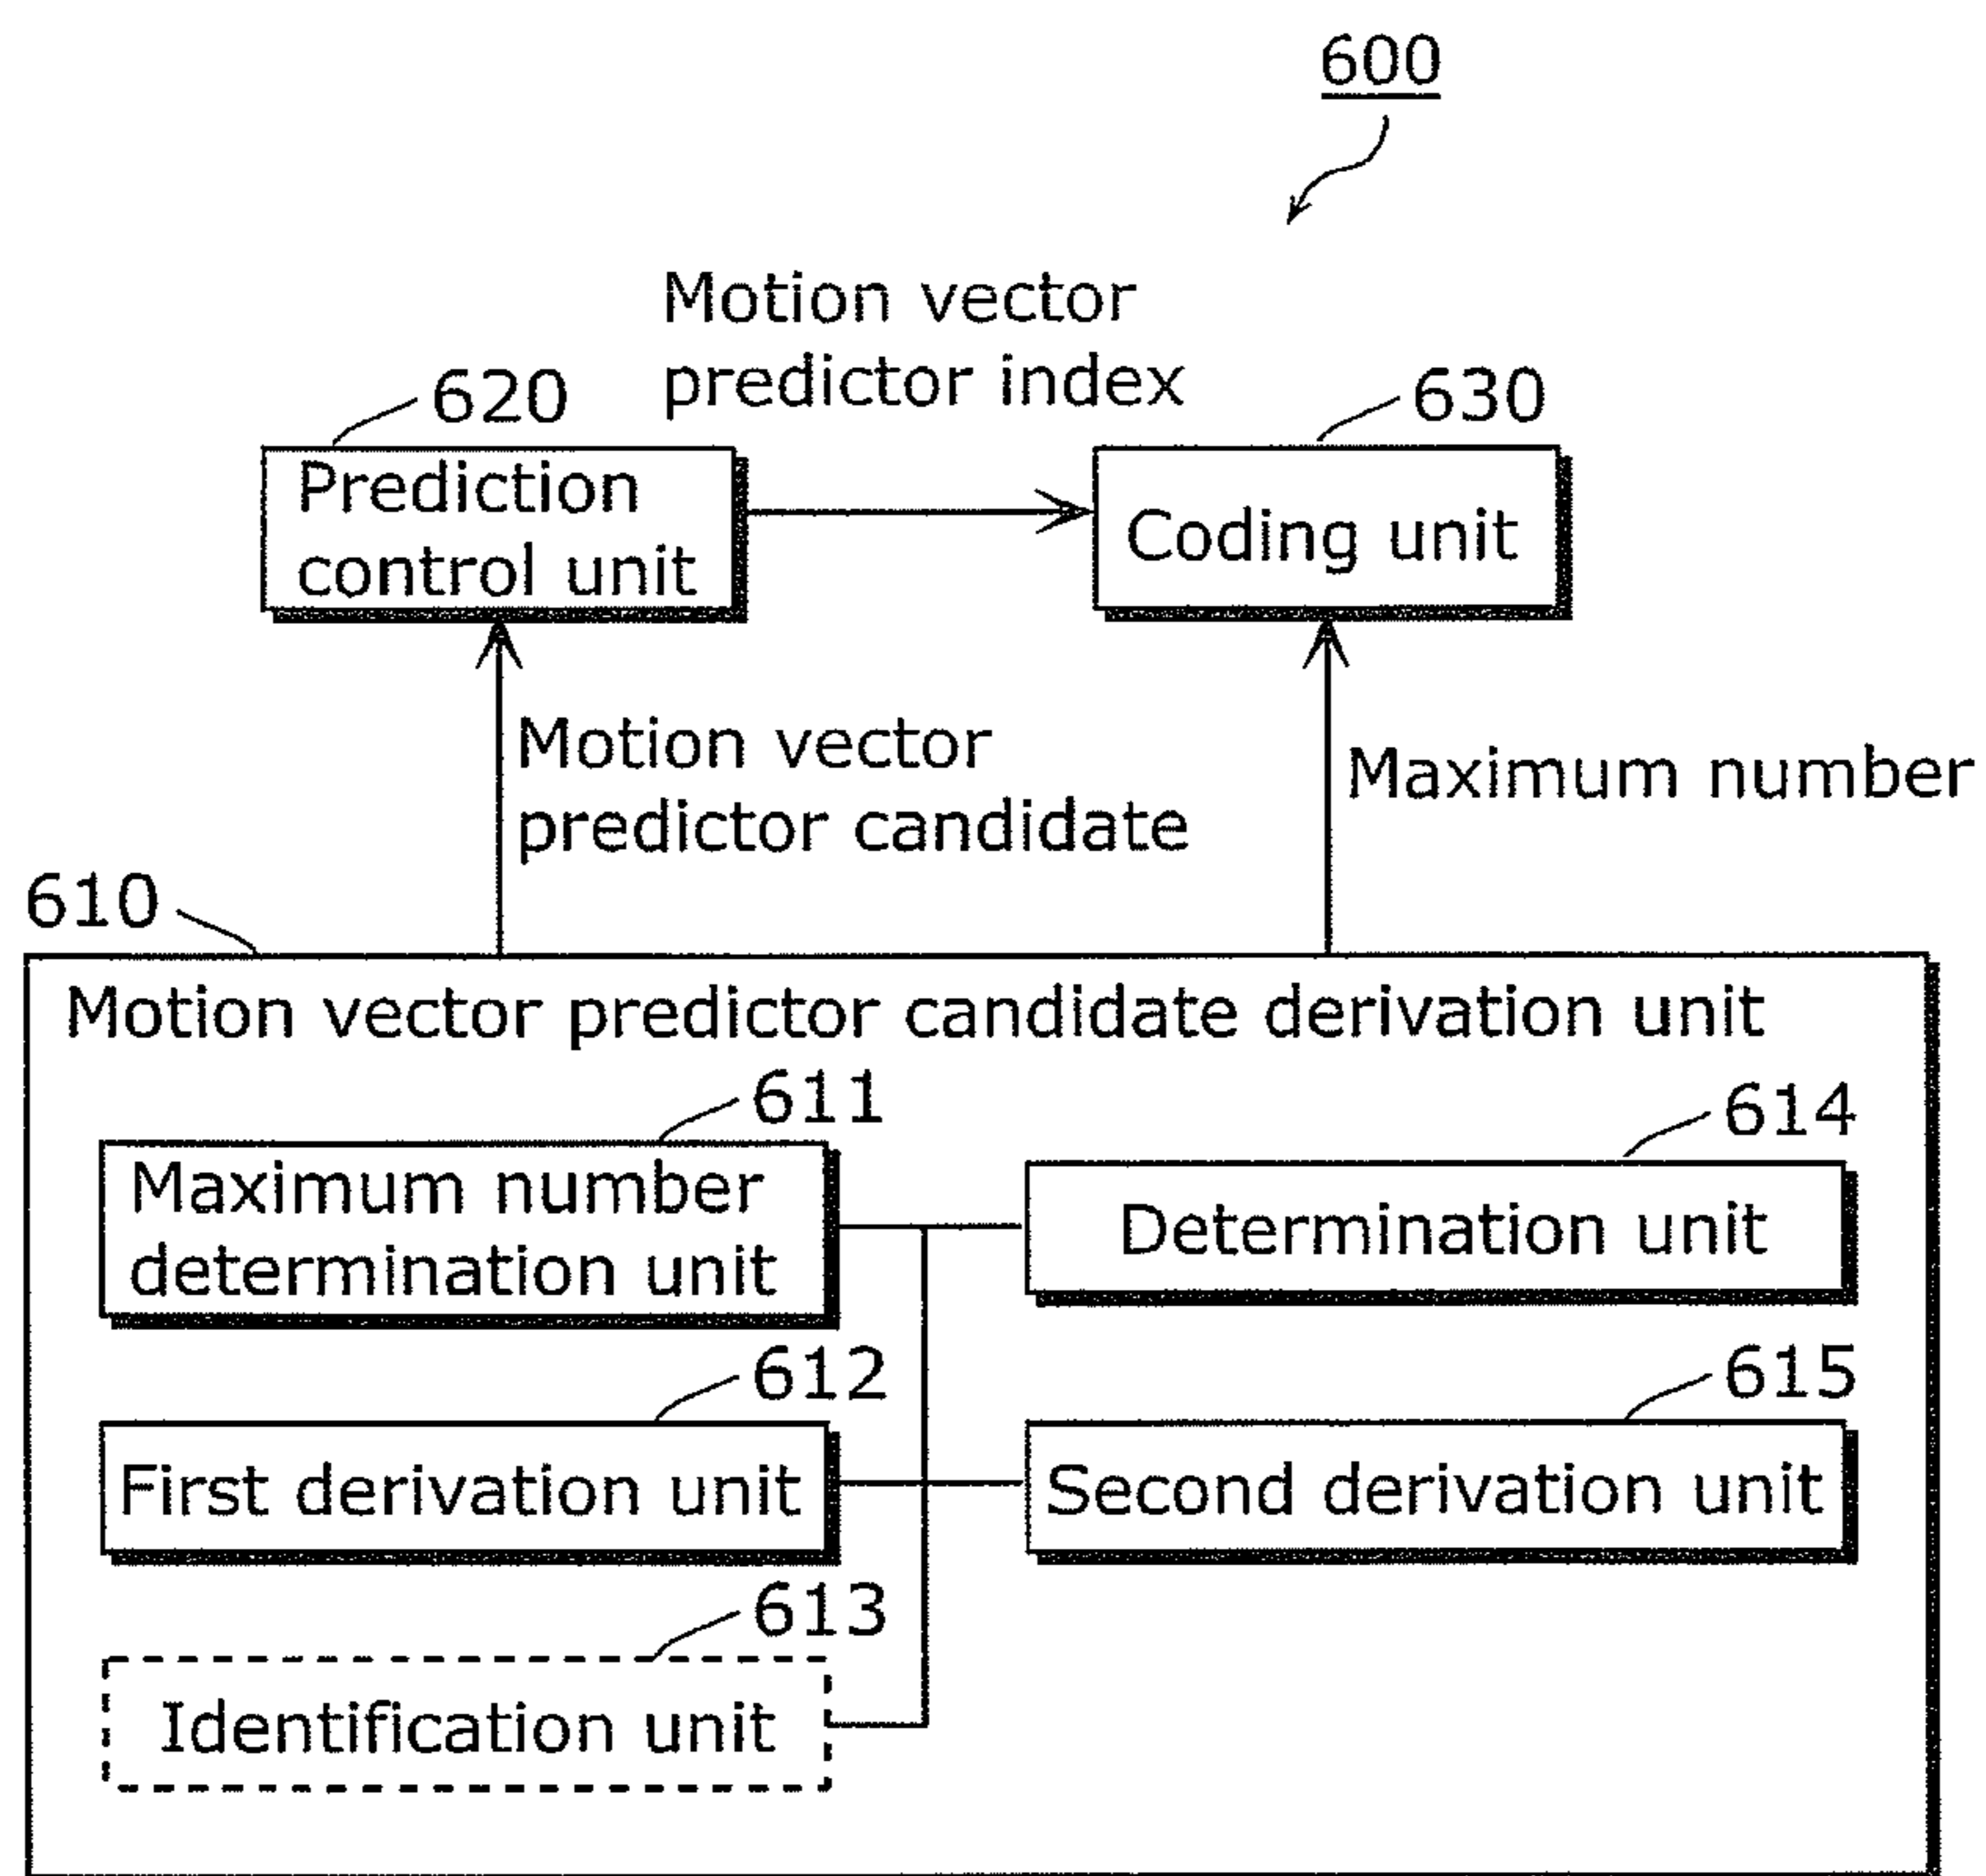 600
Motion vector
predictor index
620
630
Prediction
control unit
Coding unit
Motion vector
predictor candidate
Maximum number
610
Motion vector predictor candidate derivation unit
611
614
Maximum number
determination unit
Determination unit
612
615
First derivation unit
Second derivation unit
613
Identification unit